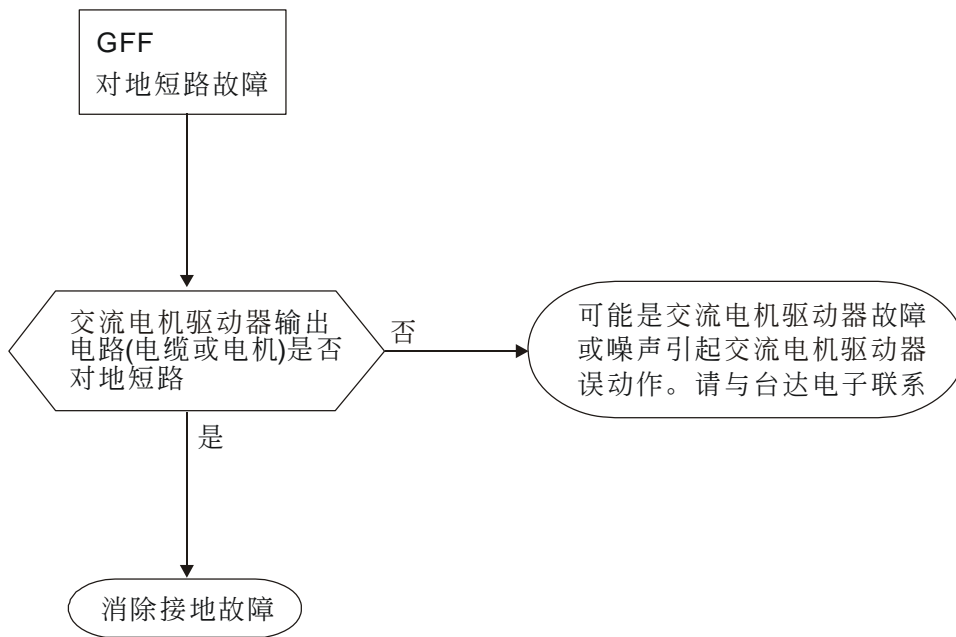 GFF
对地短路故障
交流电机驱动器输出
电路(电缆或电机)是否
对地短路
否
可能是交流电机驱动器故障
或噪声引起交流电机驱动器
误动作。请与台达电子联系
是
消除接地故障